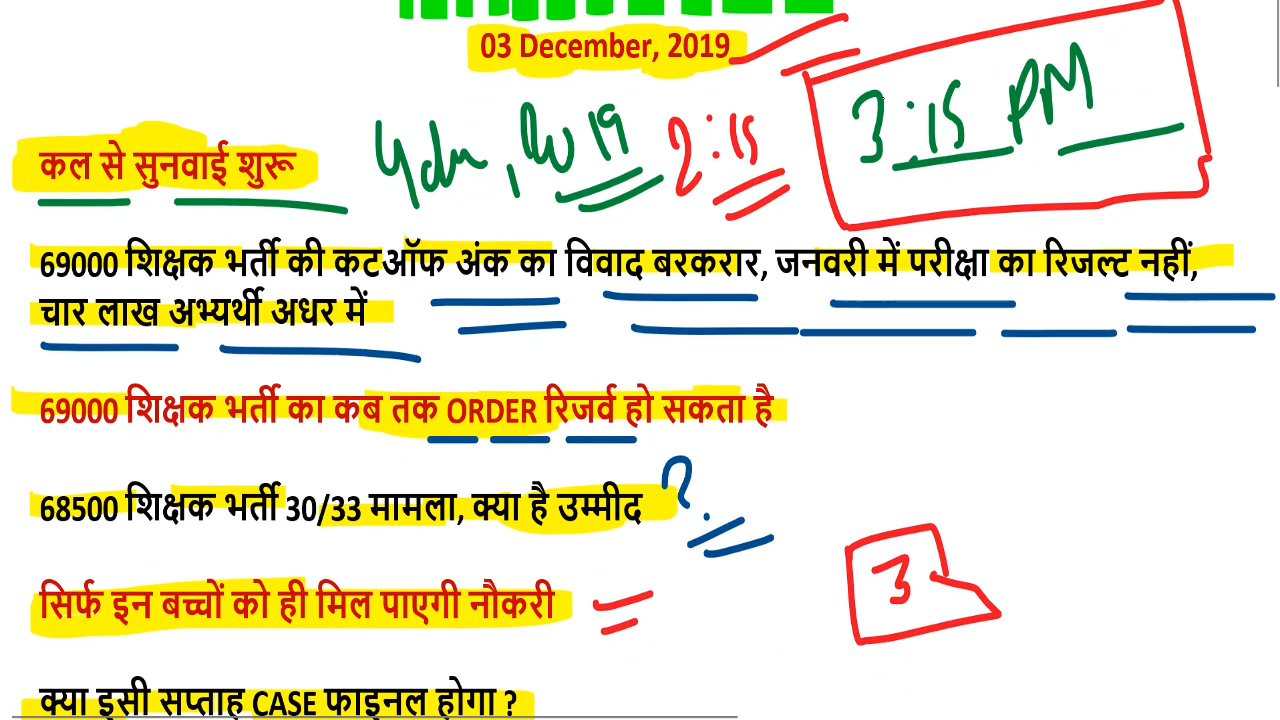 03 December, 2019
2:15
3:15 PM
कल से सुनवाई शुरू
69000 शिक्षक भर्ती की कटऑफ अंक का विवाद बरकरार, जनवरी में परीक्षा का रिजल्ट नहीं,
चार लाख अभ्यर्थी अधर में
69000 शिक्षक भर्ती का कब तक ORDER रिजर्व हो सकता है
68500 शिक्षक भर्ती 30/33 मामला, क्या है उम्मीद ?
सिर्फ इन बच्चों को ही मिल पाएगी नौकरी
3
क्या इसी सप्ताह CASE फाइनल होगा ?